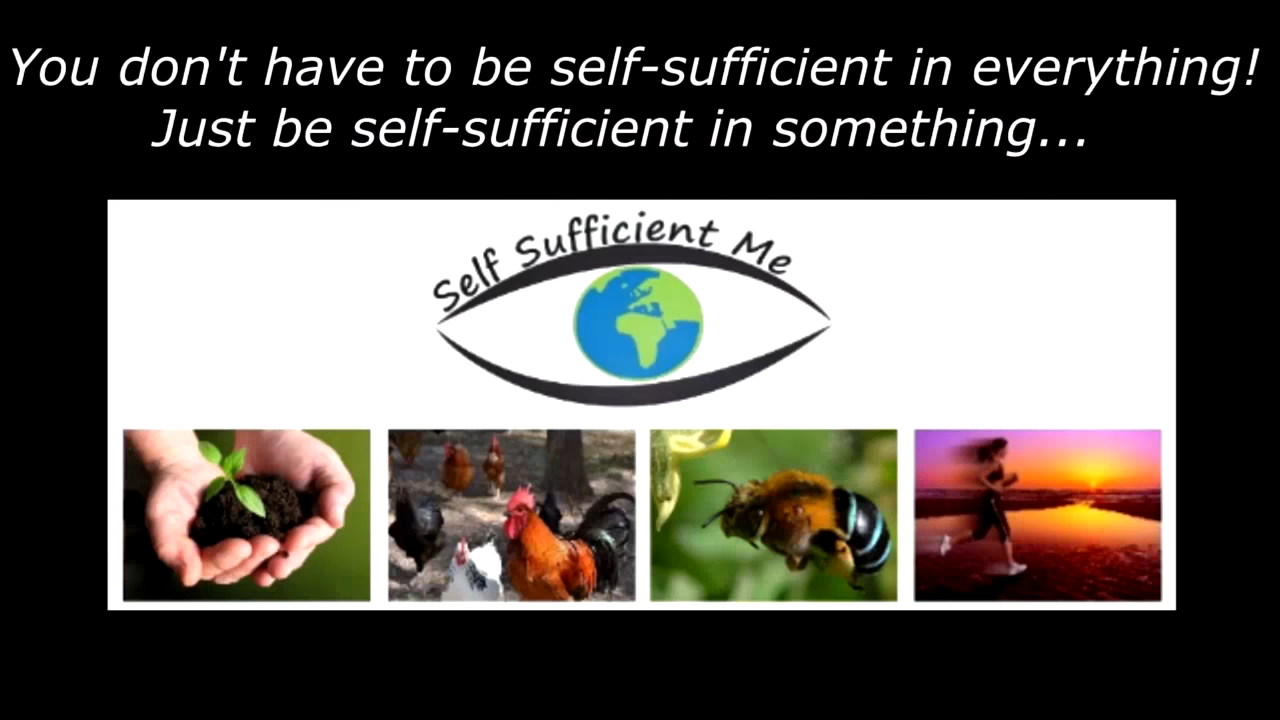 You don't have to be self-sufficient in everything!
Just be self-sufficient in something...
Self Sufficient Me